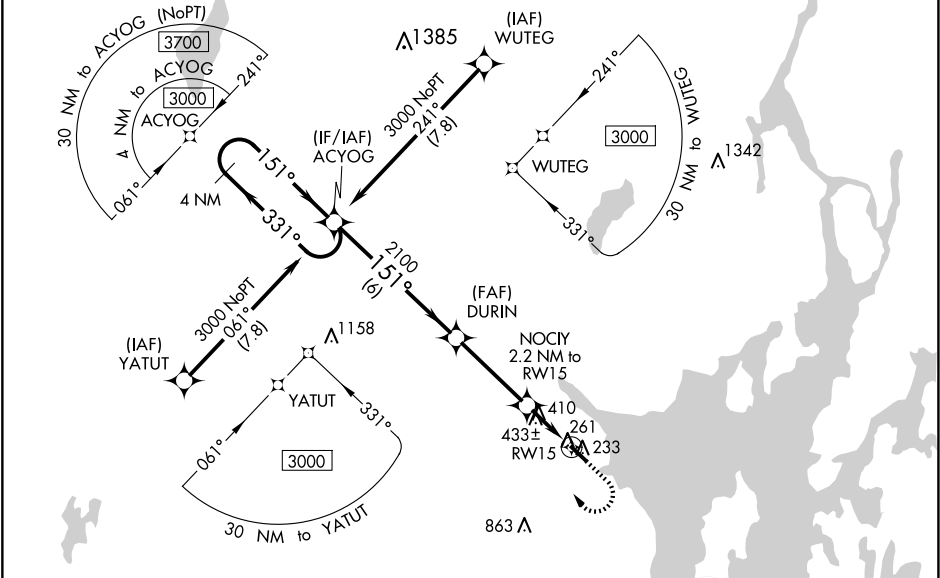 30 NM to ACYOG (NoPT)
3700
4 NM to ACYOG
3000
ACYOG
241°
061°
1385
(IAF)
WUTEG
3000 NoPT
241°
(7.8)
241°
3000
WUTEG
331°
30 NM to WUTEG
1342
(IF/IAF)
ACYOG
151°
4 NM
331°
2100
151°
(6)
(FAF)
DURIN
3000 NoPT
061°
(7.8)
(IAF)
YATUT
1158
YATUT
331°
061°
3000
30 NM to YATUT
NOCIY
2.2 NM to
RW15
410
433±
261
RW15
233
863